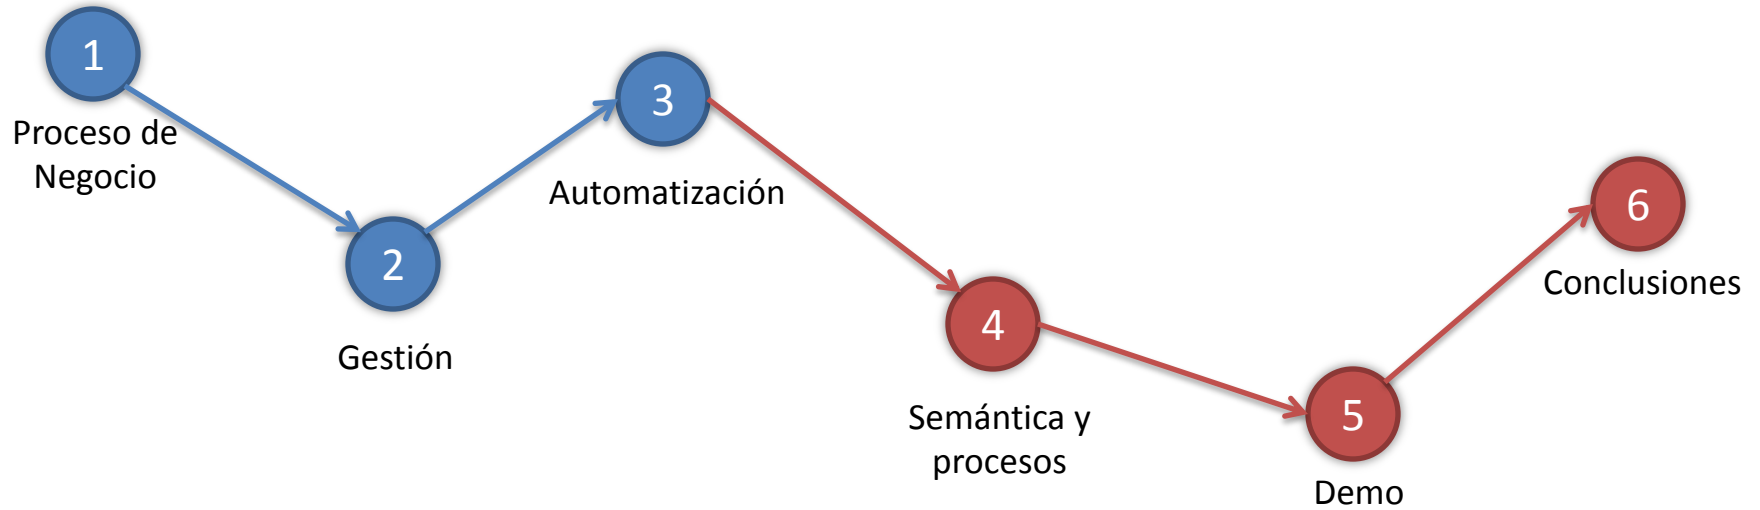 1
Proceso de
Negocio
2
Gestión
3
Automatización
4
Semántica y
procesos
5
Demo
6
Conclusiones